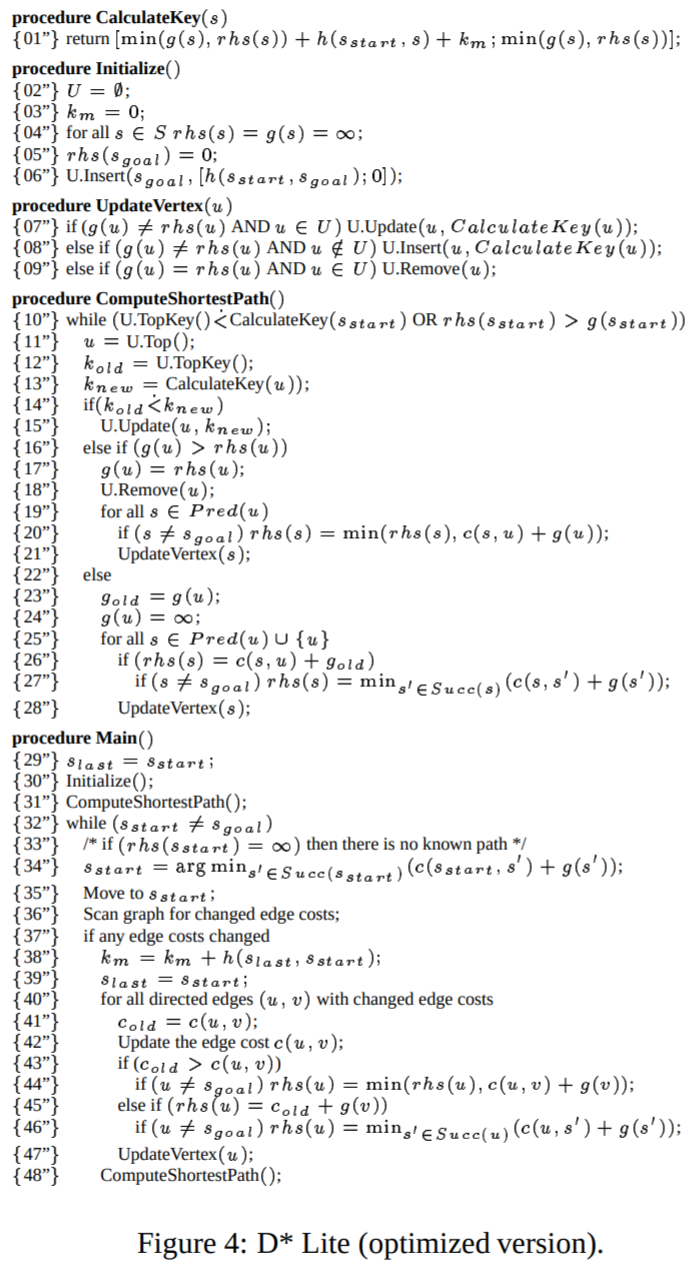 procedure CalculateKey(s)
{01”} return [min(g(s), rhs(s)) + h(s_start, s) + k_m; min(g(s), rhs(s))];
procedure Initialize()
{02”} U = ∅;
{03”} k_m = 0;
{04”} for all s ∈ S rhs(s) = g(s) = ∞;
{05”} rhs(s_goal) = 0;
{06”} U.Insert(s_goal, [h(s_start, s_goal); 0]);
procedure UpdateVertex(u)
{07”} if (g(u) ≠ rhs(u) AND u ∈ U) U.Update(u, CalculateKey(u));
{08”} else if (g(u) ≠ rhs(u) AND u ∉ U) U.Insert(u, CalculateKey(u));
{09”} else if (g(u) = rhs(u) AND u ∈ U) U.Remove(u);
procedure ComputeShortestPath()
{10”} while (U.TopKey() <̇ CalculateKey(s_start) OR rhs(s_start) > g(s_start))
{11”} u = U.Top();
{12”} k_old = U.TopKey();
{13”} k_new = CalculateKey(u));
{14”} if(k_old <̇ k_new)
{15”} U.Update(u, k_new);
{16”} else if (g(u) > rhs(u))
{17”} g(u) = rhs(u);
{18”} U.Remove(u);
{19”} for all s ∈ Pred(u)
{20”} if (s ≠ s_goal) rhs(s) = min(rhs(s), c(s, u) + g(u));
{21”} UpdateVertex(s);
{22”} else
{23”} g_old = g(u);
{24”} g(u) = ∞;
{25”} for all s ∈ Pred(u) ∪ {u}
{26”} if (rhs(s) = c(s, u) + g_old)
{27”} if (s ≠ s_goal) rhs(s) = min_{s'∈Succ(s)}(c(s, s') + g(s'));
{28”} UpdateVertex(s);
procedure Main()
{29”} s_last = s_start;
{30”} Initialize();
{31”} ComputeShortestPath();
{32”} while (s_start ≠ s_goal)
{33”} /* if (rhs(s_start) = ∞) then there is no known path */
{34”} s_start = arg min_{s'∈Succ(s_start)}(c(s_start, s') + g(s'));
{35”} Move to s_start;
{36”} Scan graph for changed edge costs;
{37”} if any edge costs changed
{38”} k_m = k_m + h(s_last, s_start);
{39”} s_last = s_start;
{40”} for all directed edges (u, v) with changed edge costs
{41”} c_old = c(u, v);
{42”} Update the edge cost c(u, v);
{43”} if (c_old > c(u, v))
{44”} if (u ≠ s_goal) rhs(u) = min(rhs(u), c(u, v) + g(v));
{45”} else if (rhs(u) = c_old + g(v))
{46”} if (u ≠ s_goal) rhs(u) = min_{s'∈Succ(u)}(c(u, s') + g(s'));
{47”} UpdateVertex(u);
{48”} ComputeShortestPath();
Figure 4: D* Lite (optimized version).